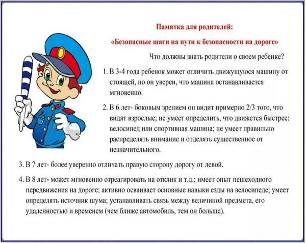 Памятка для родителей:
«Безопасные шаги на пути к безопасности на дороге»
Что должны знать родители о своем ребенке?
1. В 3-4 года ребенок может отличить движущуюся машину от
стоящей, но он уверен, что машина останавливается
мгновенно.
2. В 6 лет- боковым зрением он видит примерно 2/3 того, что
видят взрослые; не умеет определить, что движется быстрее:
велосипед или спортивная машина; не умеет правильно
распределять внимание и отделять существенное от
незначительного.
3. В 7 лет- более уверенно отличать правую сторону дороги от левой.
4. В 8 лет- может мгновенно отреагировать на оклик и т.д.; имеет опыт пешеходного
передвижения на дороге; активно осваивает основные навыки езды на велосипеде; умеет
определять источник шума; устанавливать связь между величиной предмета, его
удаленностью и временем (чем ближе автомобиль, тем он больше).